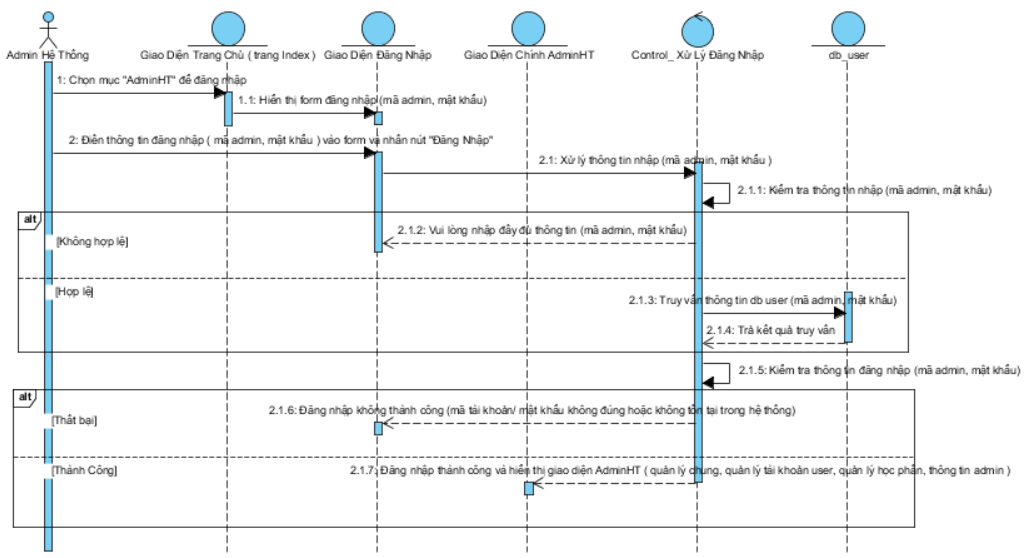 Admin Hệ Thống
Giao Diện Trang Chủ ( trang Index )
Giao Diện Đăng Nhập
Giao Diện Chính AdminHT
Control_ Xử Lý Đăng Nhập
db_user
1: Chọn mục "AdminHT" để đăng nhập
1.1: Hiển thị form đăng nhập (mã admin, mật khẩu)
2: Điền thông tin đăng nhập ( mã admin, mật khẩu ) vào form và nhấn nút "Đăng Nhập"
2.1: Xử lý thông tin nhập (mã admin, mật khẩu )
2.1.1: Kiểm tra thông tin nhập (mã admin, mật khẩu)
alt
2.1.2: Vui lòng nhập đầy đủ thông tin (mã admin, mật khẩu)
[Không hợp lệ]
[Hợp lệ]
2.1.3: Truy vấn thông tin db user (mã admin, mật khẩu)
2.1.4: Trả kết quả truy vấn
2.1.5: Kiểm tra thông tin đăng nhập (mã admin, mật khẩu)
alt
2.1.6: Đăng nhập không thành công (mã tài khoản/ mật khẩu không đúng hoặc không tồn tại trong hệ thống)
[Thất bại]
[Thành Công]
2.1.7: Đăng nhập thành công và hiển thị giao diện AdminHT ( quản lý chung, quản lý tài khoản user, quản lý học phần, thông tin admin )